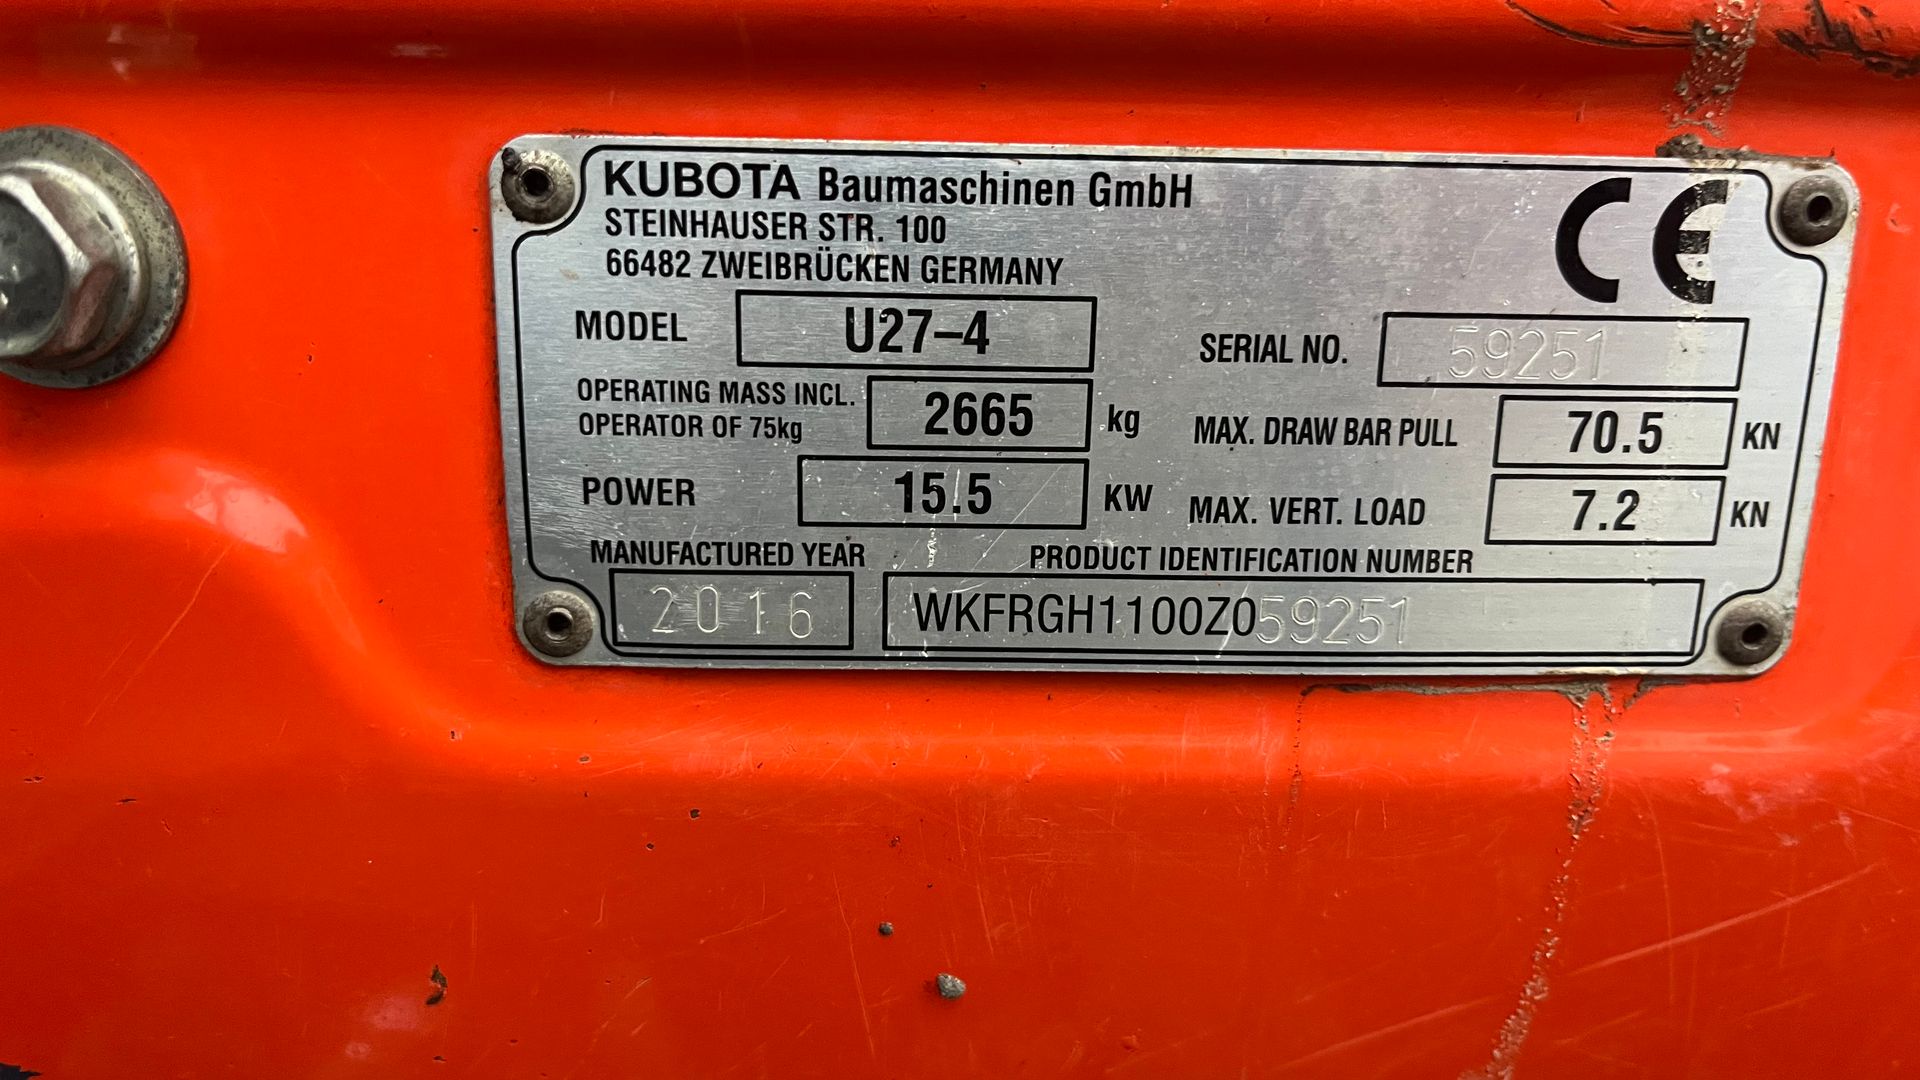 KUBOTA Baumaschinen GmbH
STEINHAUSER STR. 100
66482 ZWEIBRÜCKEN GERMANY
CE
MODEL U27–4
SERIAL NO. 59251
OPERATING MASS INCL.
OPERATOR OF 75kg 2665 kg
MAX. DRAW BAR PULL 70.5 KN
POWER 15.5 KW
MAX. VERT. LOAD 7.2 KN
MANUFACTURED YEAR
2016
PRODUCT IDENTIFICATION NUMBER
WKFRGH1100Z059251